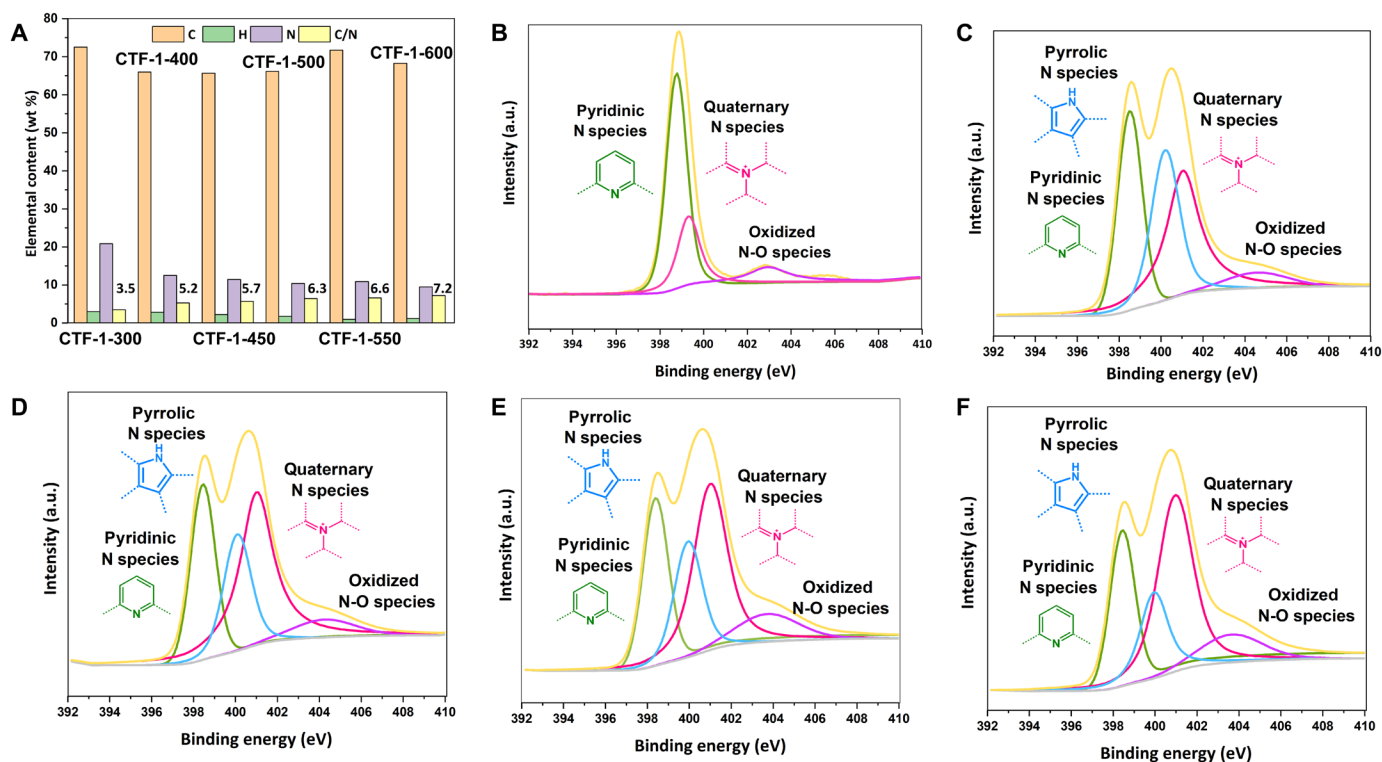 A
C H N C/N
CTF-1-400 CTF-1-500 CTF-1-600
Elemental content (wt %)
80
70
60
50
40
30
20
10
0
3.5 5.2 5.7 6.3 6.6 7.2
CTF-1-300 CTF-1-450 CTF-1-550
B
Intensity (a.u.)
Pyridinic
N species
N
Quaternary
N species
N
Oxidized
N-O species
392 394 396 398 400 402 404 406 408 410
Binding energy (eV)
C
Intensity (a.u.)
Pyrrolic
N species
H
N
Pyridinic
N species
N
Quaternary
N species
N
Oxidized
N-O species
392 394 396 398 400 402 404 406 408 410
Binding energy (eV)
D
Intensity (a.u.)
Pyrrolic
N species
H
N
Pyridinic
N species
N
Quaternary
N species
N
Oxidized
N-O species
392 394 396 398 400 402 404 406 408 410
Binding energy (eV)
E
Intensity (a.u.)
Pyrrolic
N species
H
N
Pyridinic
N species
N
Quaternary
N species
N
Oxidized
N-O species
392 394 396 398 400 402 404 406 408 410
Binding energy (eV)
F
Intensity (a.u.)
Pyrrolic
N species
H
N
Pyridinic
N species
N
Quaternary
N species
N
Oxidized
N-O species
392 394 396 398 400 402 404 406 408 410
Binding energy (eV)